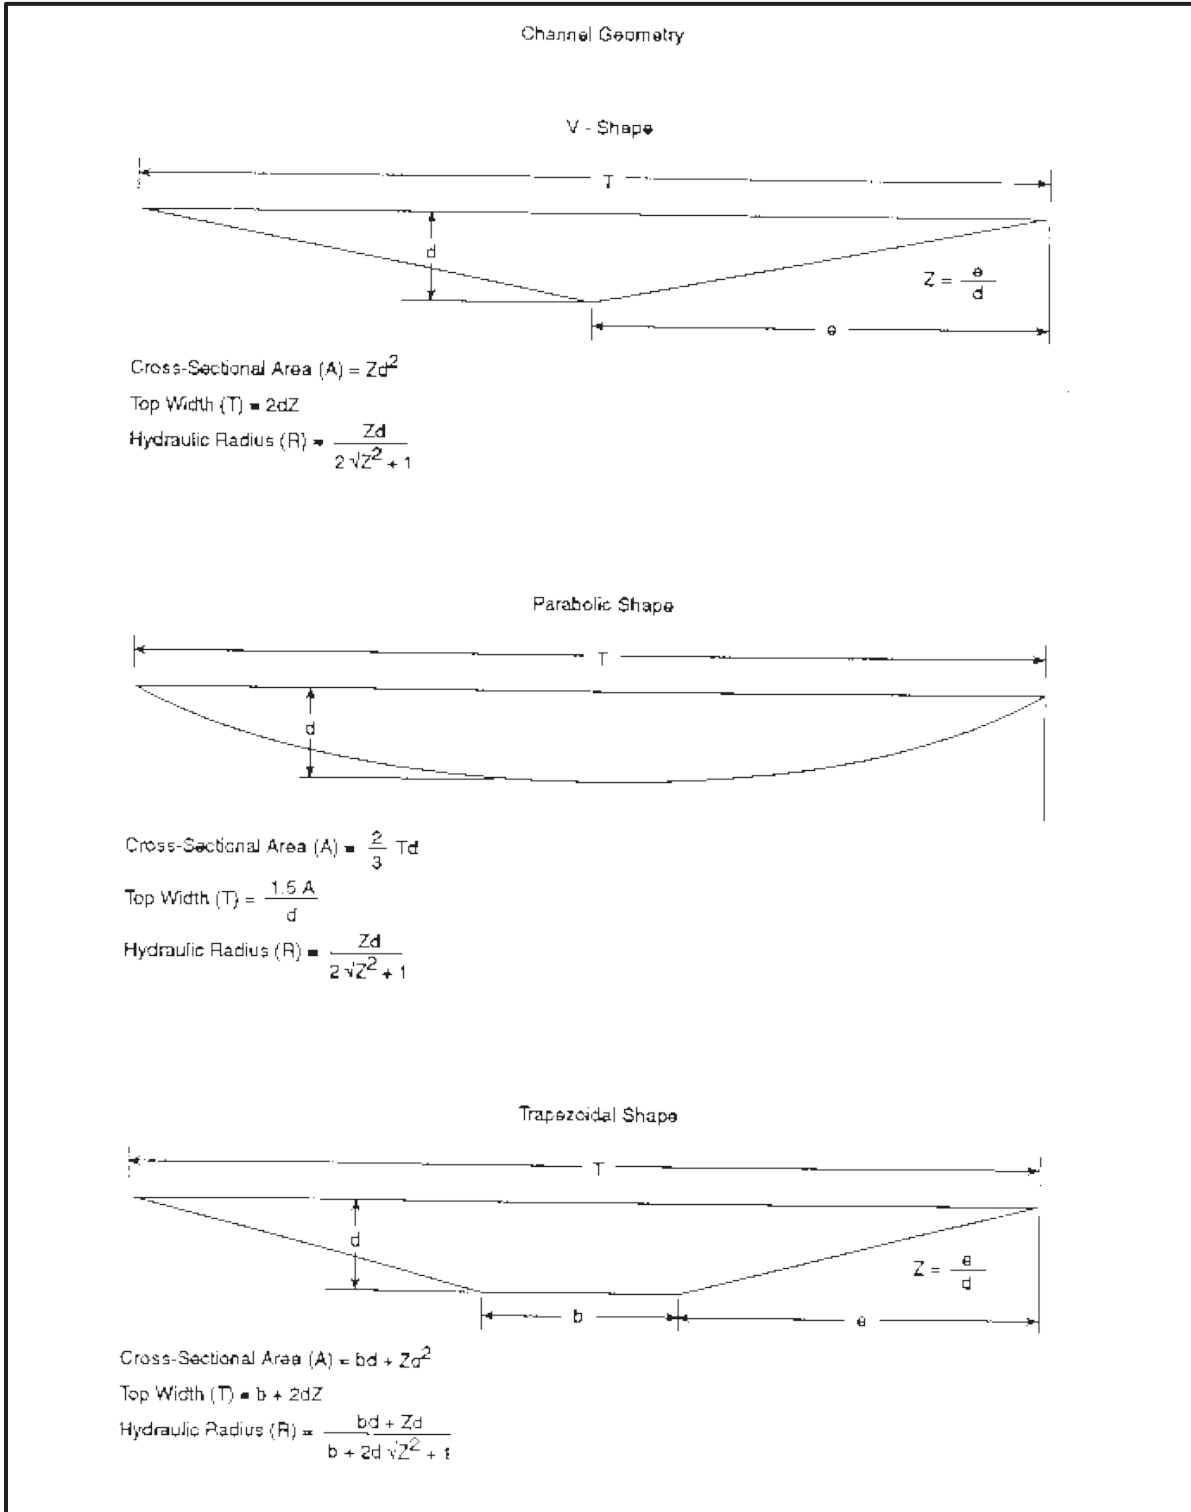 Channel Geometry
V - Shape
T
d
Z = e/d
e
Cross-Sectional Area (A) = Zd²
Top Width (T) = 2dZ
Hydraulic Radius (R) = Zd / 2√Z² + 1
Parabolic Shape
T
d
Cross-Sectional Area (A) = 2/3 Td
Top Width (T) = 1.5 A / d
Hydraulic Radius (R) = Zd / 2√Z² + 1
Trapezoidal Shape
T
d
Z = e/d
b
e
Cross-Sectional Area (A) = bd + Zd²
Top Width (T) = b + 2dZ
Hydraulic Radius (R) = bd + Zd / b + 2d√Z² + 1